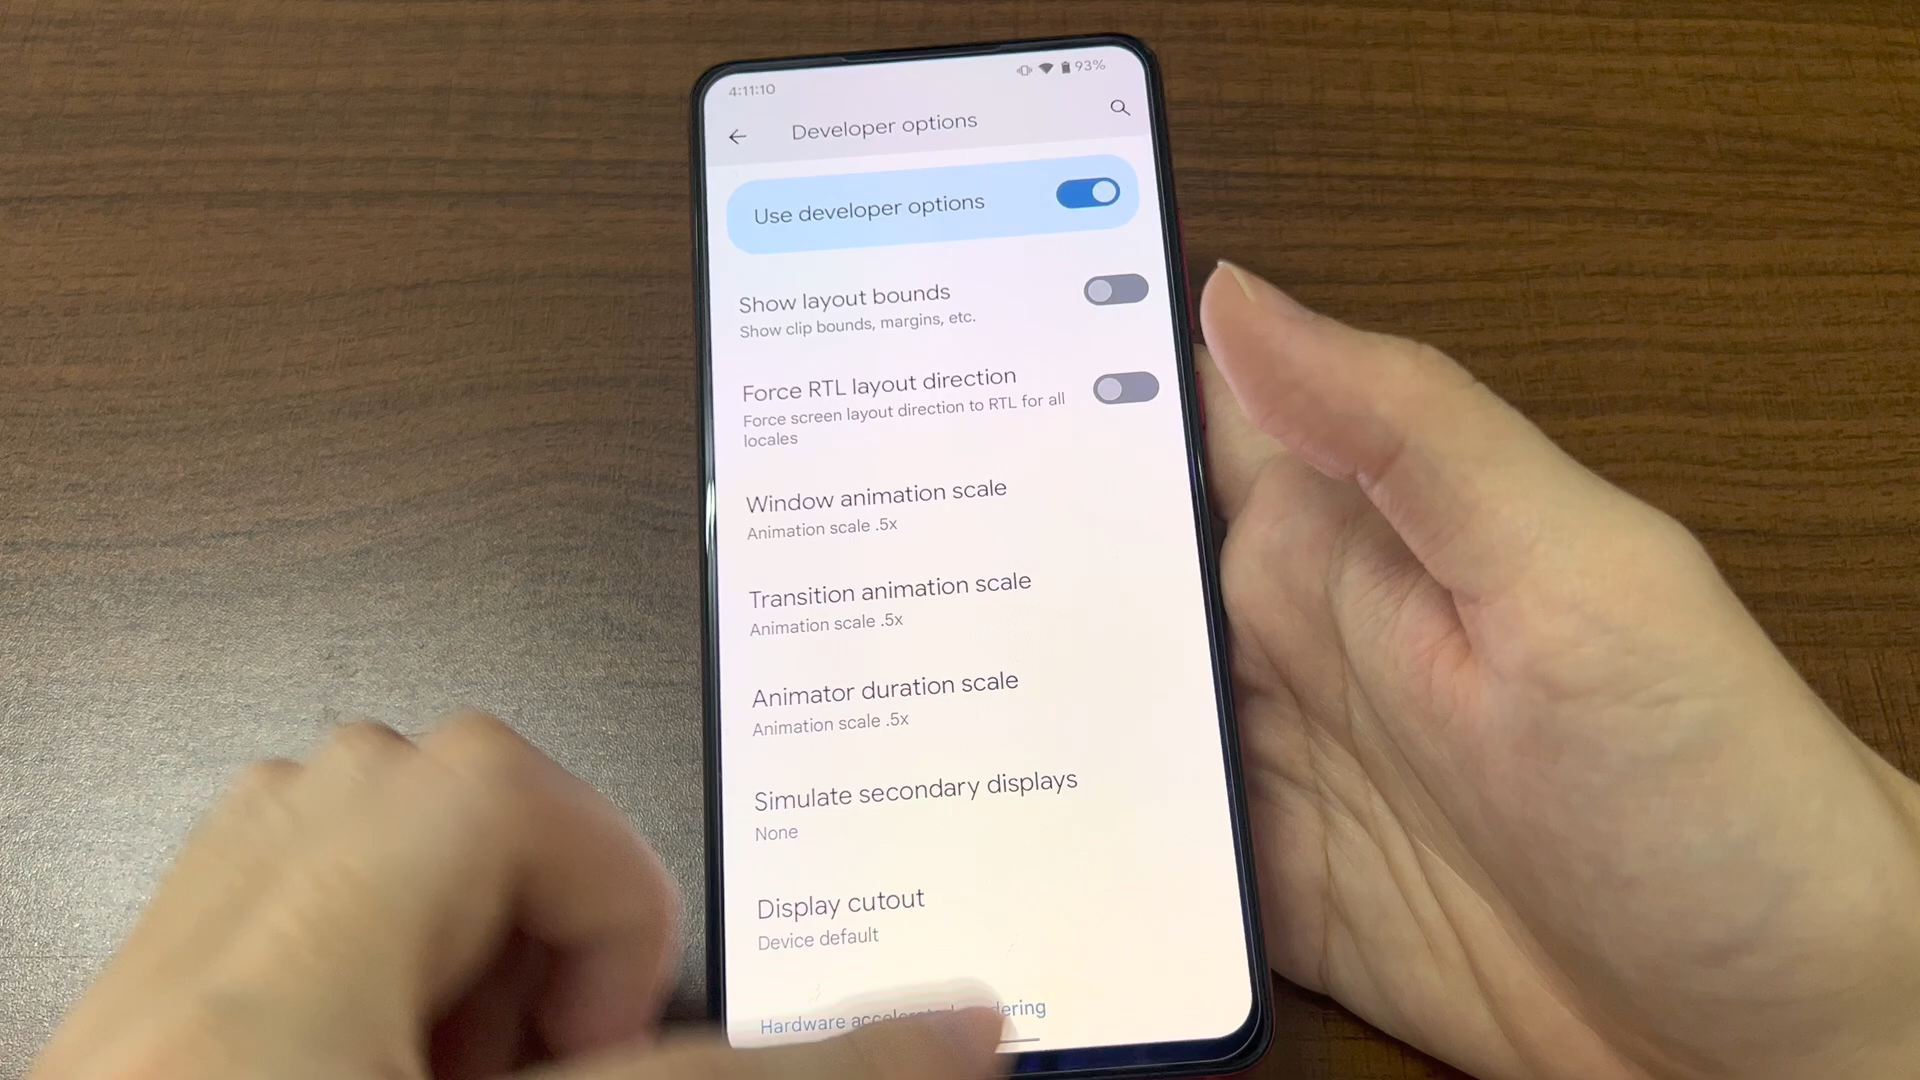 4:11:10
93%
Developer options
Use developer options
Show layout bounds
Show clip bounds, margins, etc.
Force RTL layout direction
Force screen layout direction to RTL for all
locales
Window animation scale
Animation scale .5x
Transition animation scale
Animation scale .5x
Animator duration scale
Animation scale .5x
Simulate secondary displays
None
Display cutout
Device default
Hardware